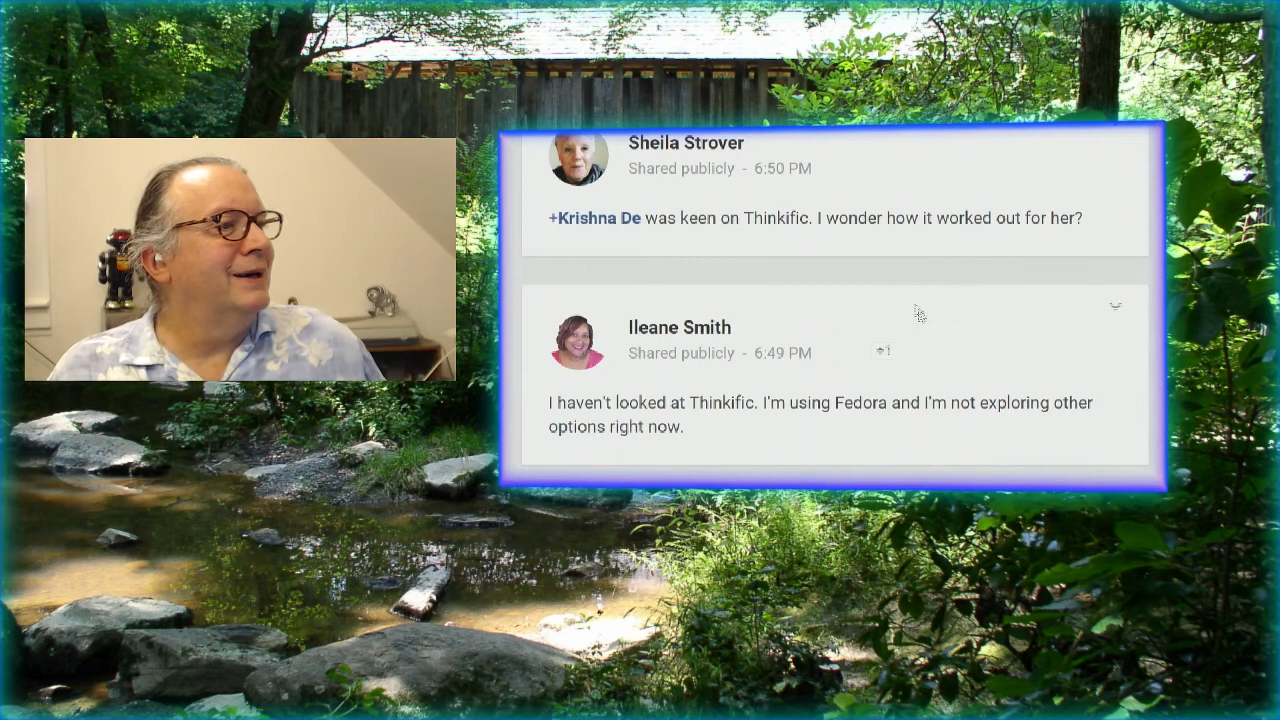 Sheila Strover
Shared publicly - 6:50 PM
+Krishna De was keen on Thinkific. I wonder how it worked out for her?
Ileane Smith
Shared publicly - 6:49 PM
+1
I haven't looked at Thinkific. I'm using Fedora and I'm not exploring other
options right now.